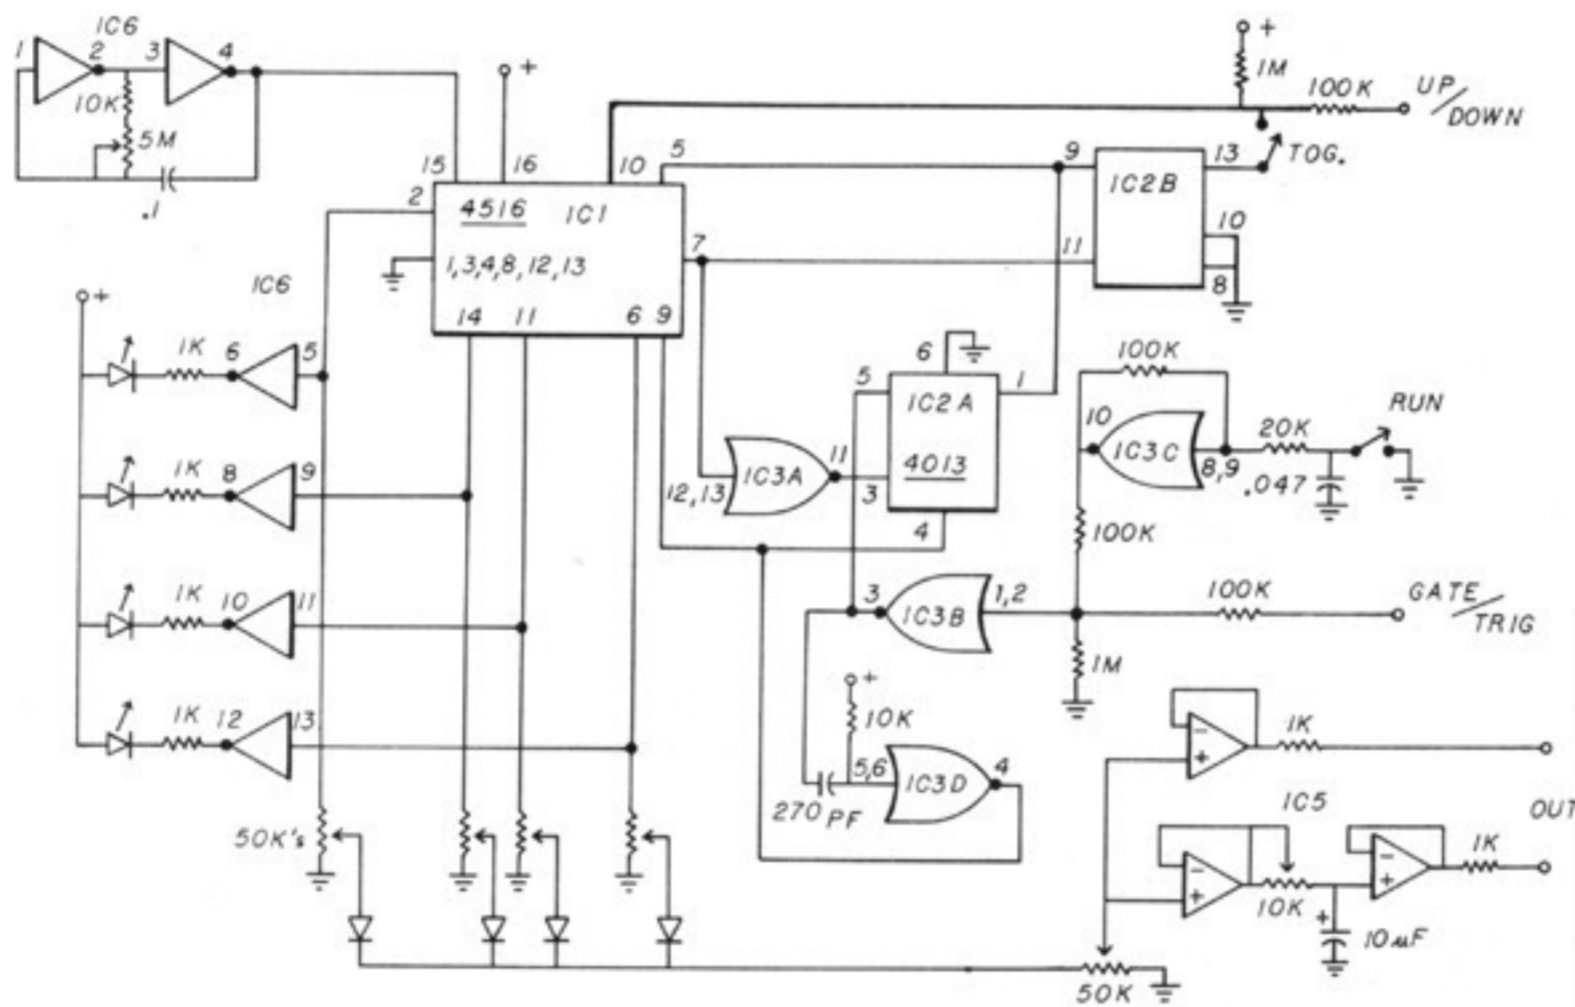 IC6
1
2
3
4
10K
5M
.1
+
+
1M
100K
UP/DOWN
TOG.
15
16
10
5
2
4516
IC1
1,3,4,8,12,13
7
14
11
6
9
9
IC2B
13
11
10
8
IC6
+
1K
6
5
1K
8
9
1K
10
11
1K
12
13
6
5
IC2A
1
4013
3
4
IC3A
12,13
11
100K
10
IC3C
8,9
20K
.047
RUN
100K
3
IC3B
1,2
100K
GATE/TRIG
1M
+
10K
5,6
IC3D
4
270 PF
50K's
-
+
1K
IC5
OUT
-
+
10K
-
+
1K
+
10µF
50K